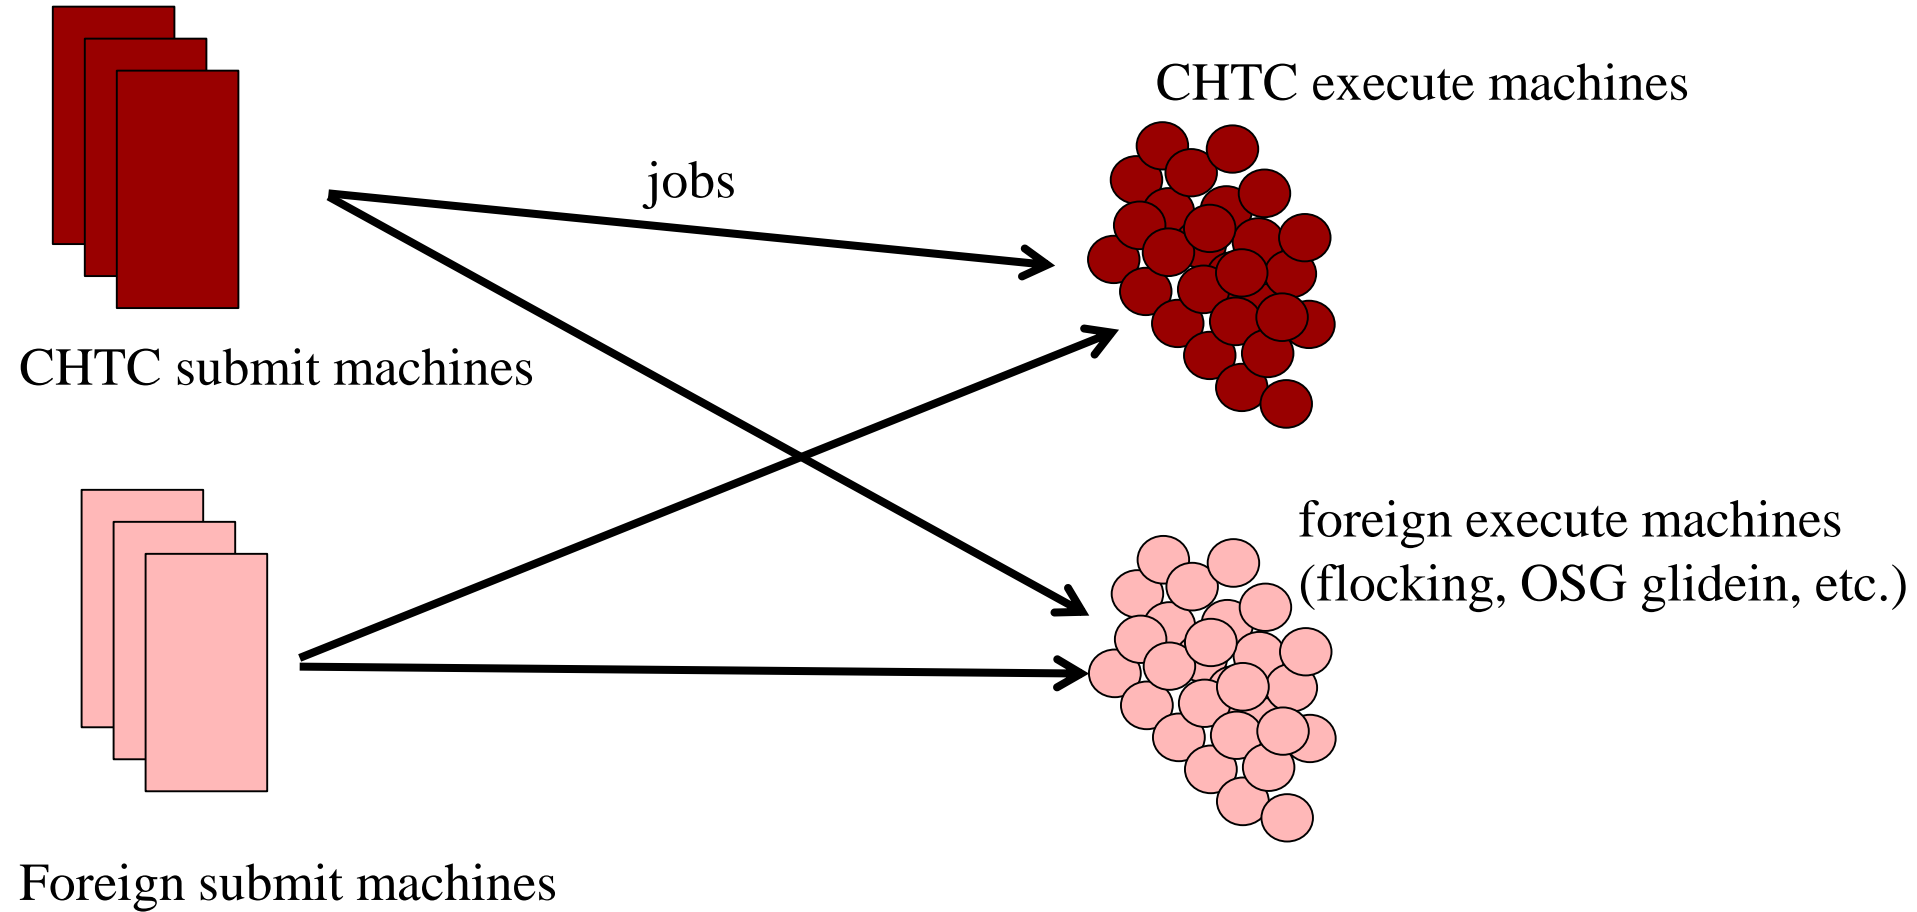 CHTC execute machines
jobs
CHTC submit machines
foreign execute machines
(flocking, OSG glidein, etc.)
Foreign submit machines